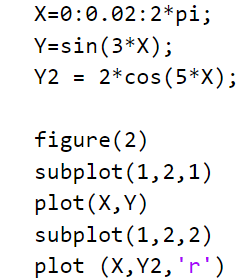 X=0:0.02:2*pi;
Y=sin(3*X);
Y2 = 2*cos(5*X);
figure(2)
subplot(1,2,1)
plot(X,Y)
subplot(1,2,2)
plot (X,Y2,'r')